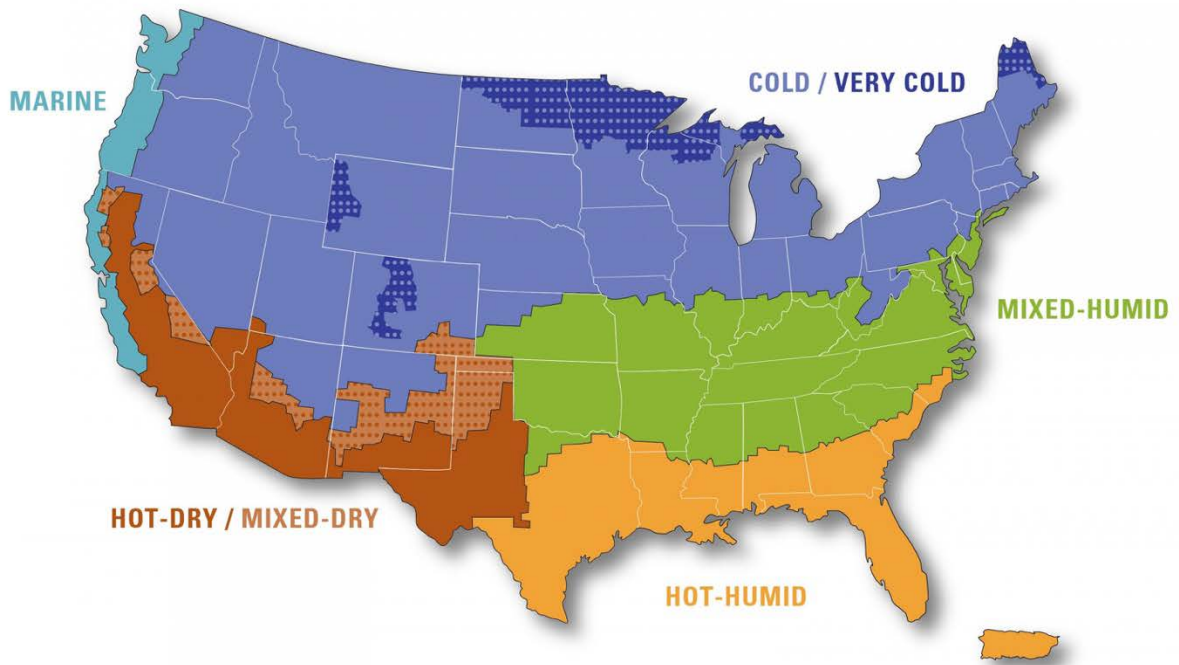 COLD / VERY COLD
MARINE
MIXED-HUMID
HOT-DRY / MIXED-DRY
HOT-HUMID